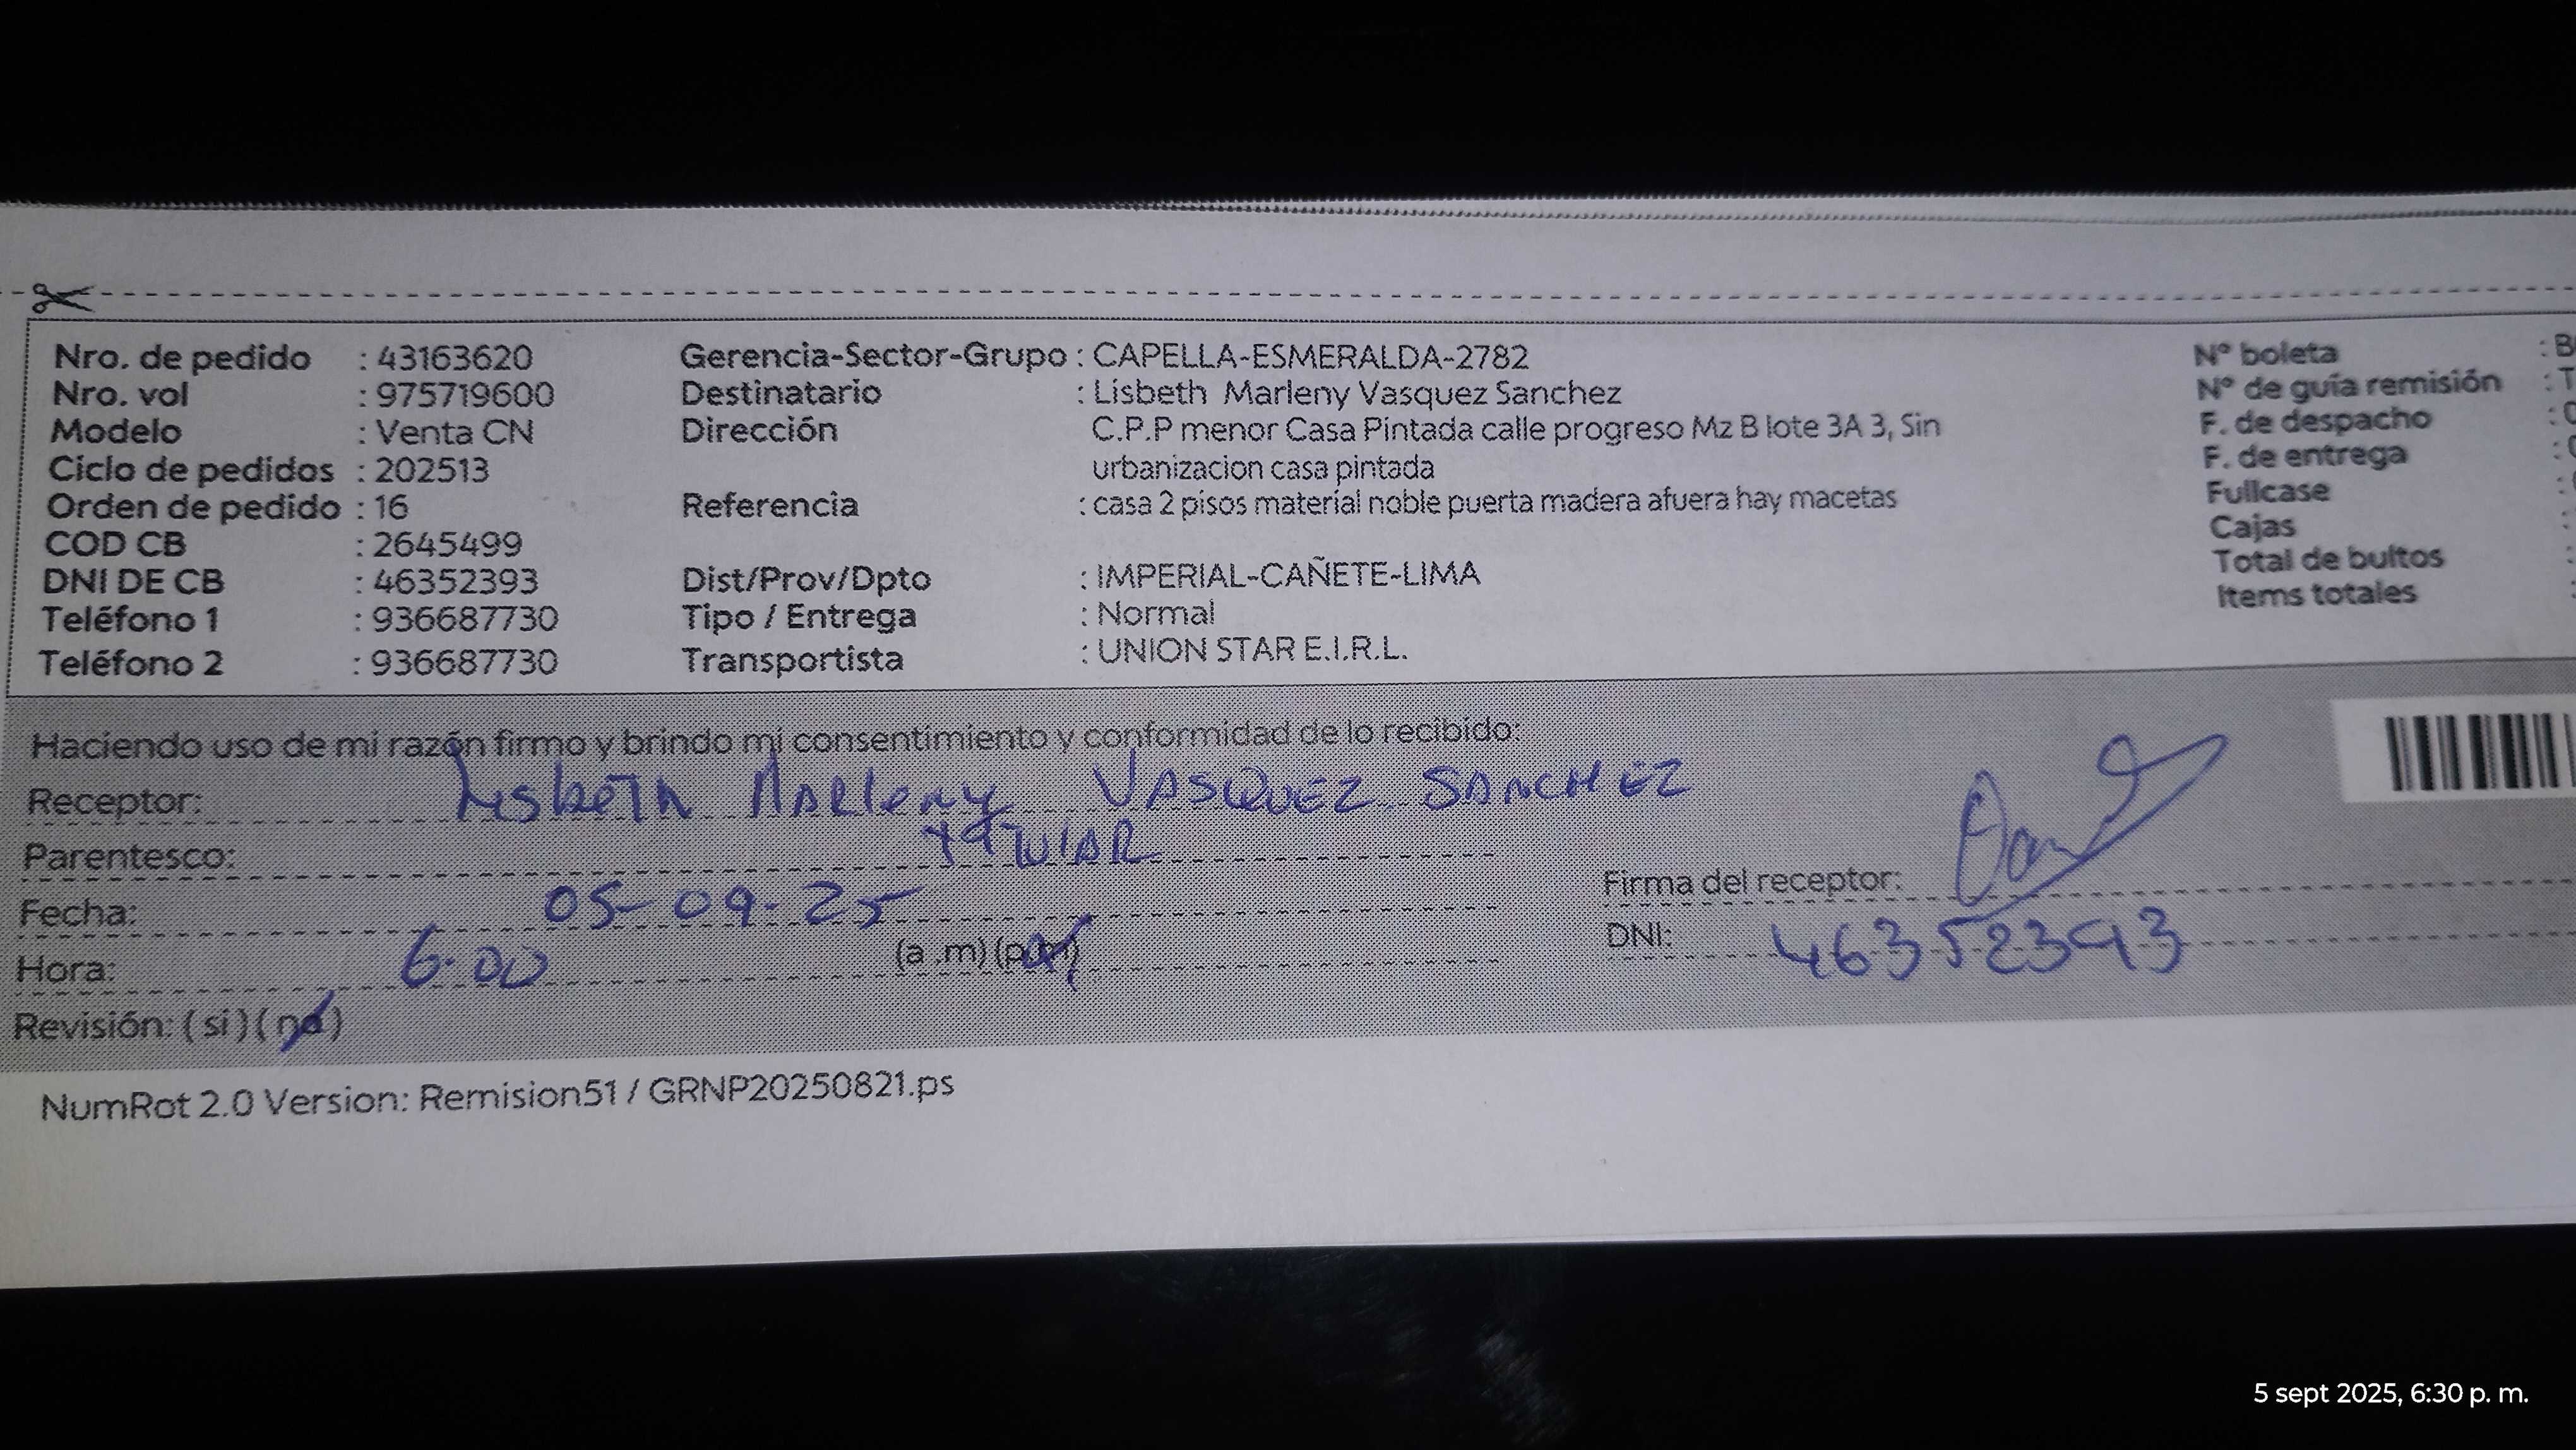 Nro. de pedido : 43163620 Gerencia-Sector-Grupo : CAPELLA-ESMERALDA-2782 Nº boleta : B
Nro. vol : 975719600 Destinatario : Lisbeth Marleny Vasquez Sanchez Nº de guía remisión : T
Modelo : Venta CN Dirección C.P.P menor Casa Pintada calle progreso Mz B lote 3A 3, Sin F. de despacho : 0
Ciclo de pedidos : 202513 urbanizacion casa pintada F. de entrega :
Orden de pedido : 16 Referencia : casa 2 pisos material noble puerta madera afuera hay macetas Fullcase :
COD CB : 2645499 Cajas
DNI DE CB : 46352393 Dist/Prov/Dpto : IMPERIAL-CAÑETE-LIMA Total de bultos :
Teléfono 1 : 936687730 Tipo / Entrega : Normal Items totales :
Teléfono 2 : 936687730 Transportista : UNION STAR E.I.R.L.
Haciendo uso de mi razón firmo y brindo mi consentimiento y conformidad de lo recibido:
Receptor: Lisbeth Marleny VASQUEZ SANCHEZ
Parentesco:
Fecha: 05-09-25 Firma del receptor:
Hora: 6.00 (a .m) (p.m) DNI: 46352393
Revisión: ( si ) ( no )
NumRot 2.0 Version: Remision51 / GRNP20250821.ps
5 sept 2025, 6:30 p. m.